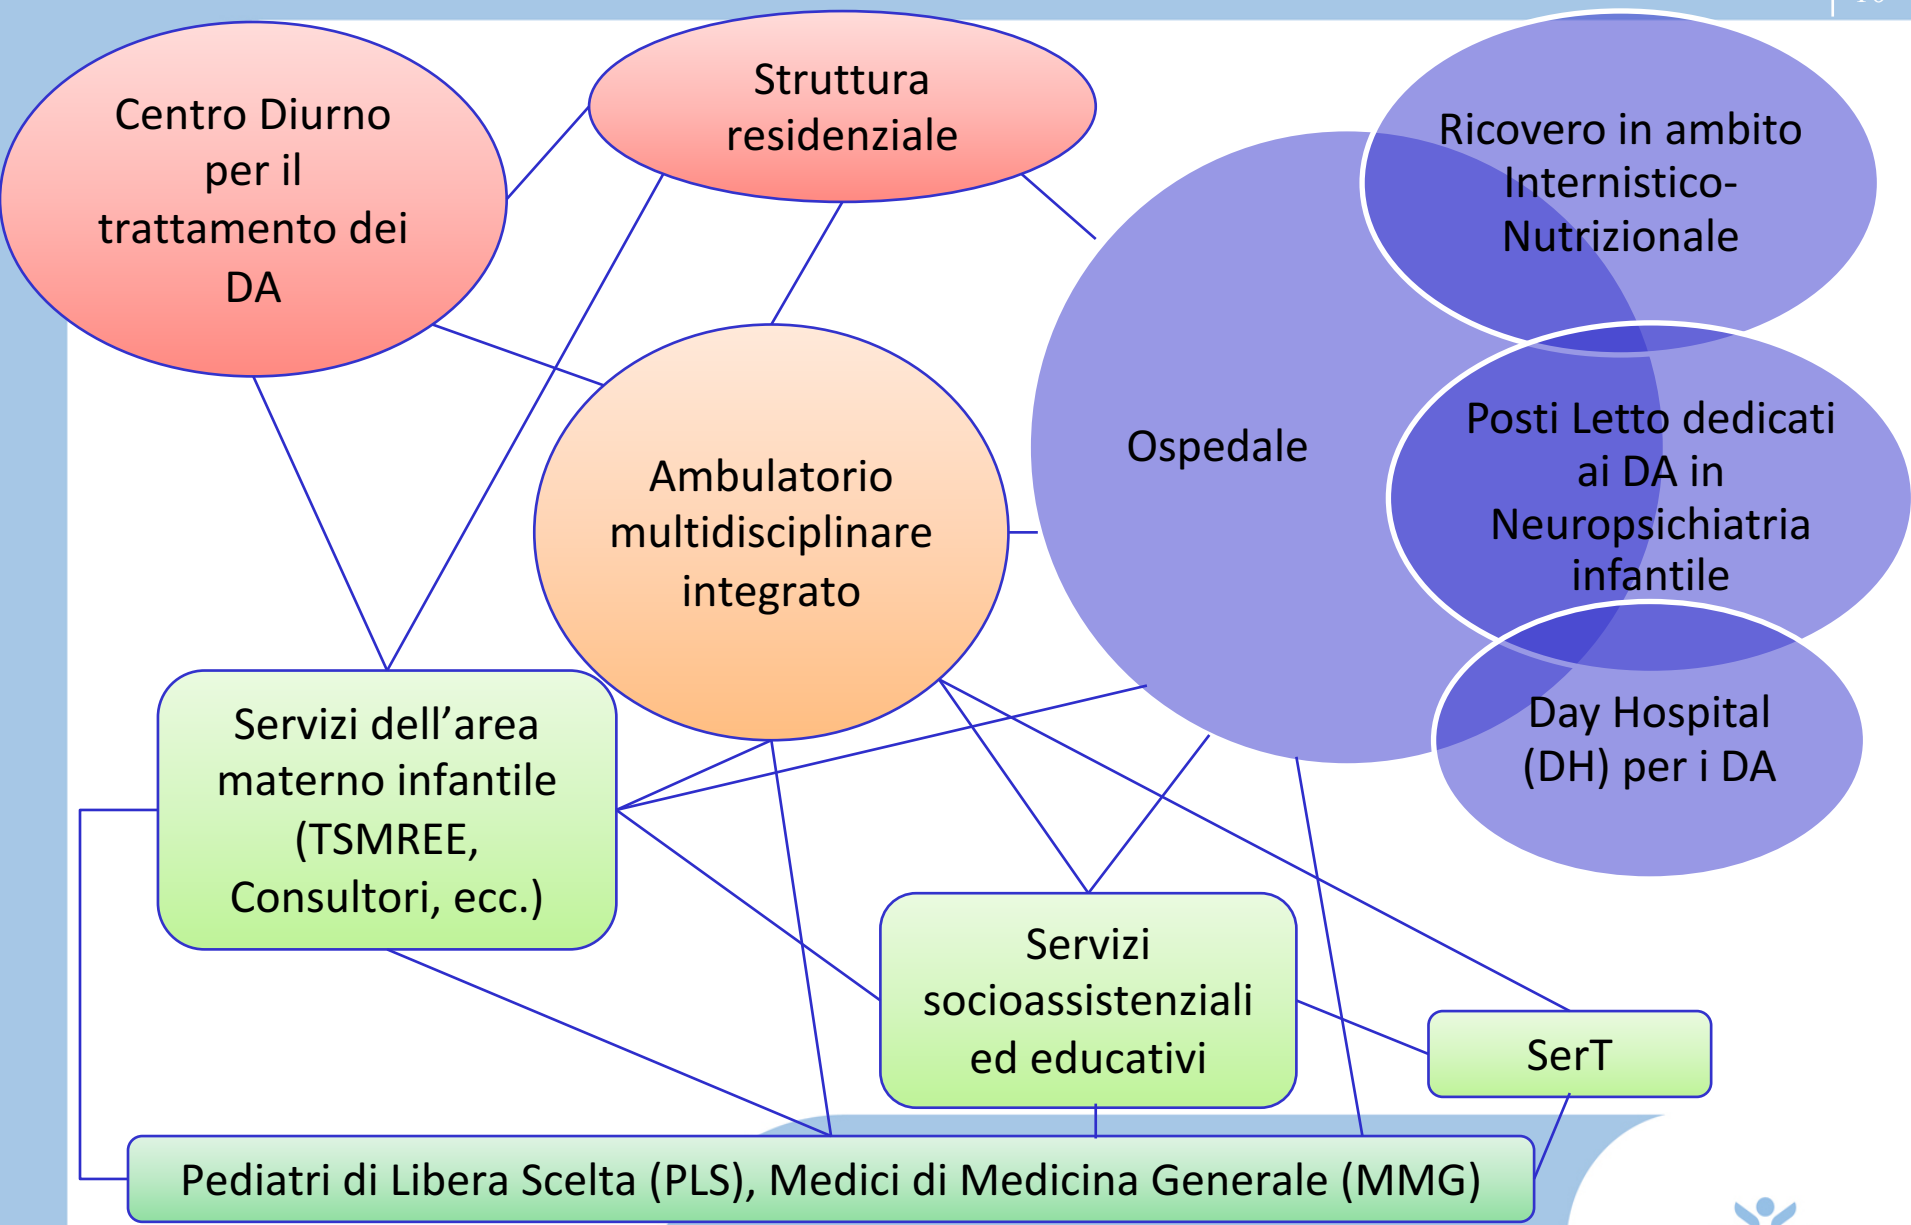 Centro Diurno
per il
trattamento dei
DA
Struttura
residenziale
Ricovero in ambito
Internistico-
Nutrizionale
Ospedale
Posti Letto dedicati
ai DA in
Neuropsichiatria
infantile
Ambulatorio
multidisciplinare
integrato
Day Hospital
(DH) per i DA
Servizi dell’area
materno infantile
(TSMREE,
Consultori, ecc.)
Servizi
socioassistenziali
ed educativi
SerT
Pediatri di Libera Scelta (PLS), Medici di Medicina Generale (MMG)